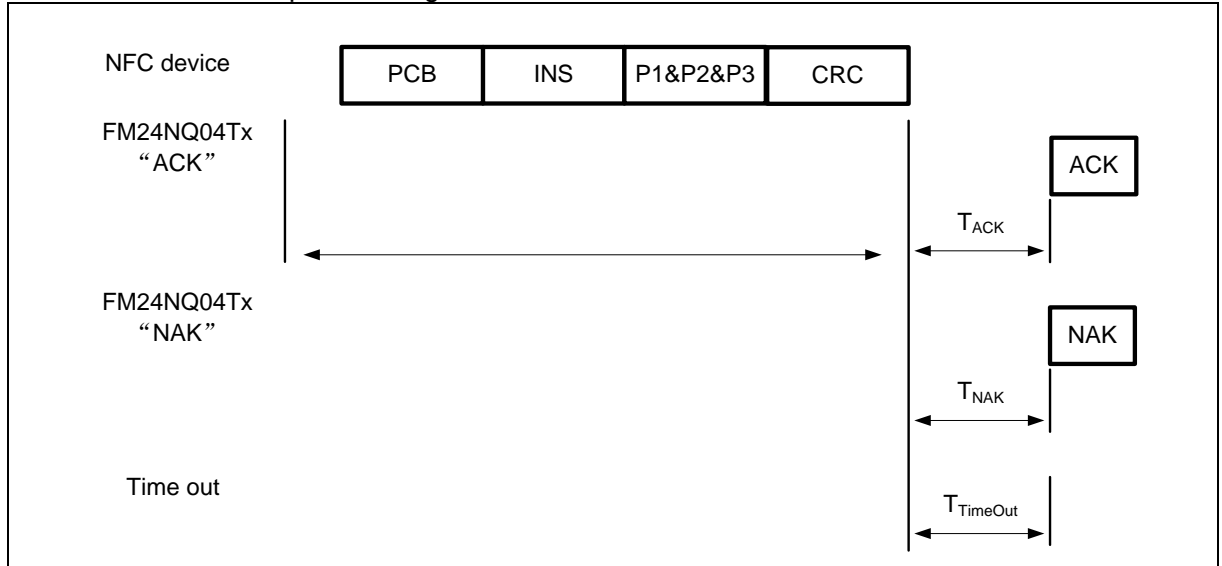 NFC device
PCB INS P1&P2&P3 CRC
FM24NQ04Tx
“ACK”
ACK
TACK
FM24NQ04Tx
“NAK”
NAK
TNAK
Time out
TTimeOut